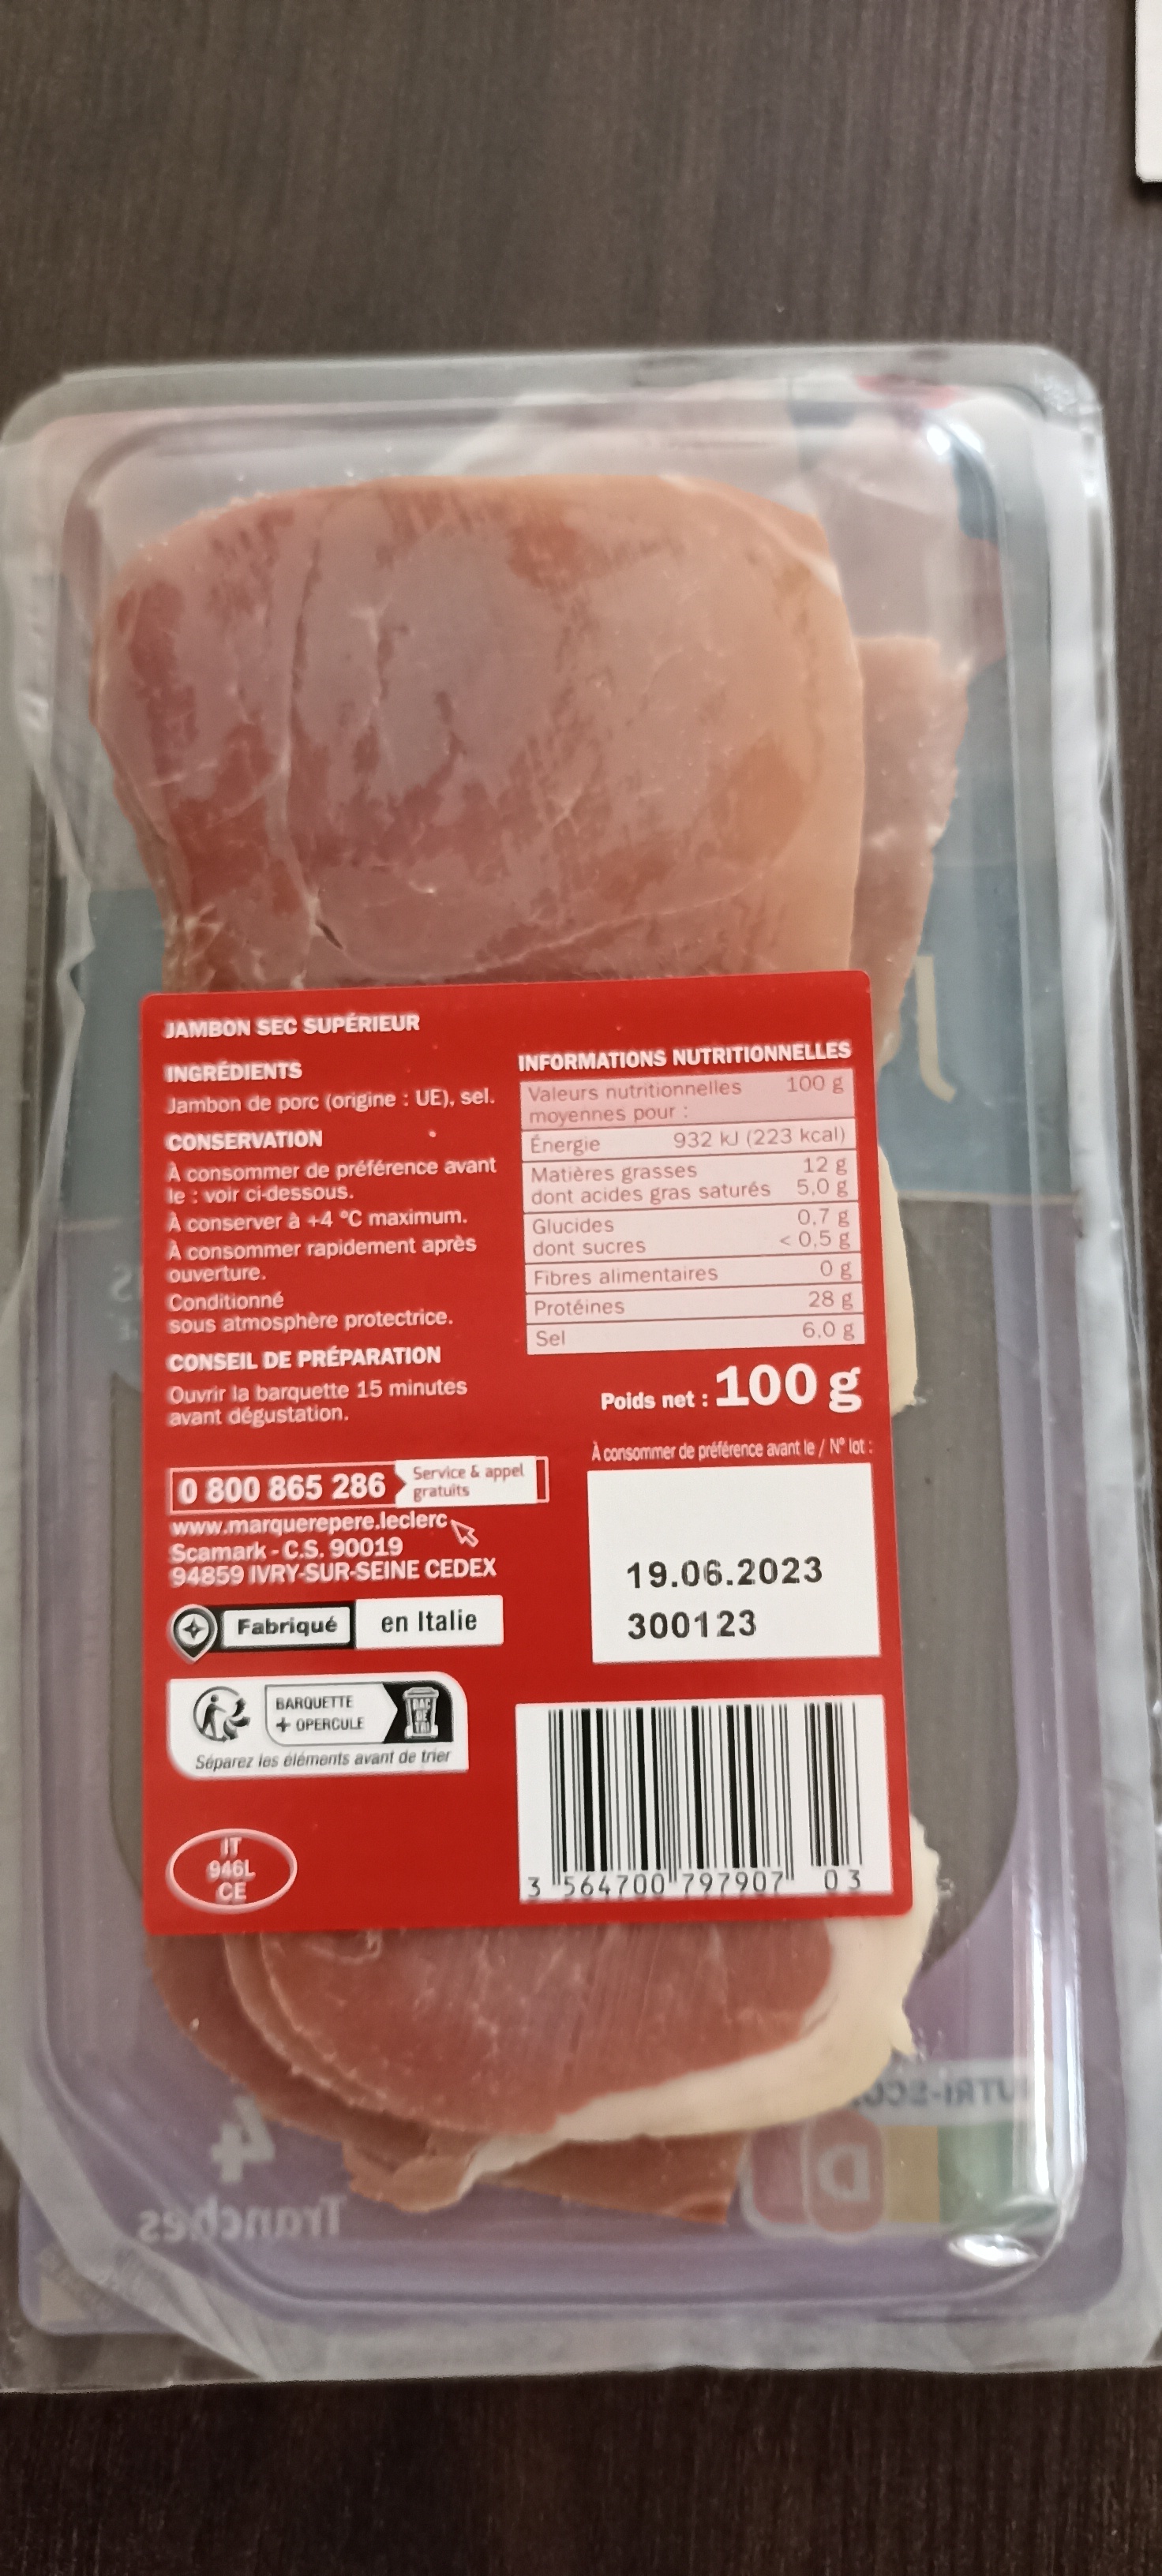 JAMBON SEC SUPÉRIEUR
INGRÉDIENTS
Jambon de porc (origine : UE), sel.
CONSERVATION
À consommer de préférence avant
le : voir ci-dessous.
À conserver à +4 °C maximum.
À consommer rapidement après
ouverture.
Conditionné
sous atmosphère protectrice.
CONSEIL DE PRÉPARATION
Ouvrir la barquette 15 minutes
avant dégustation.
0 800 865 286 Service & appel
gratuits
www.marquerepere.leclerc
Scamark - C.S. 90019
94859 IVRY-SUR-SEINE CEDEX
Fabriqué en Italie
BARQUETTE
+ OPERCULE
BAC
DE
TRI
Séparez les éléments avant de trier
IT
946L
CE
INFORMATIONS NUTRITIONNELLES
Valeurs nutritionnelles 100 g
moyennes pour :
Énergie 932 kJ (223 kcal)
Matières grasses 12 g
dont acides gras saturés 5,0 g
Glucides 0,7 g
dont sucres < 0,5 g
Fibres alimentaires 0 g
Protéines 28 g
Sel 6,0 g
Poids net : 100 g
À consommer de préférence avant le / N° lot :
19.06.2023
300123
3 564700 797907 03
4
Tranches
D